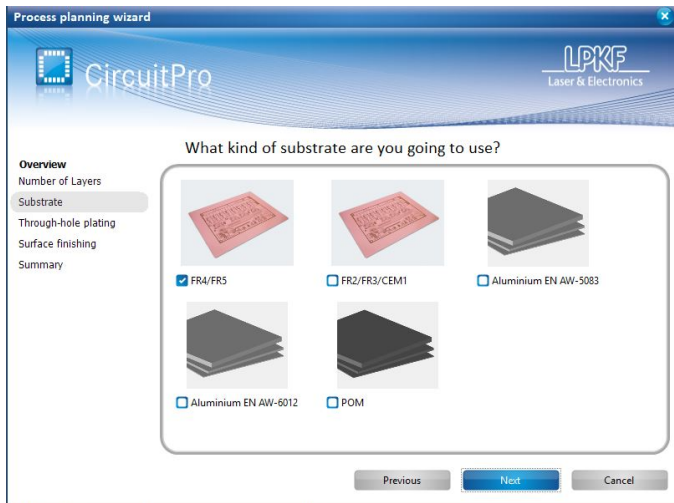 Process planning wizard
CircuitPro
LPKF
Laser & Electronics
What kind of substrate are you going to use?
Overview
Number of Layers
Substrate
Through-hole plating
Surface finishing
Summary
FR4/FR5
FR2/FR3/CEM1
Aluminium EN AW-5083
Aluminium EN AW-6012
POM
Previous
Next
Cancel